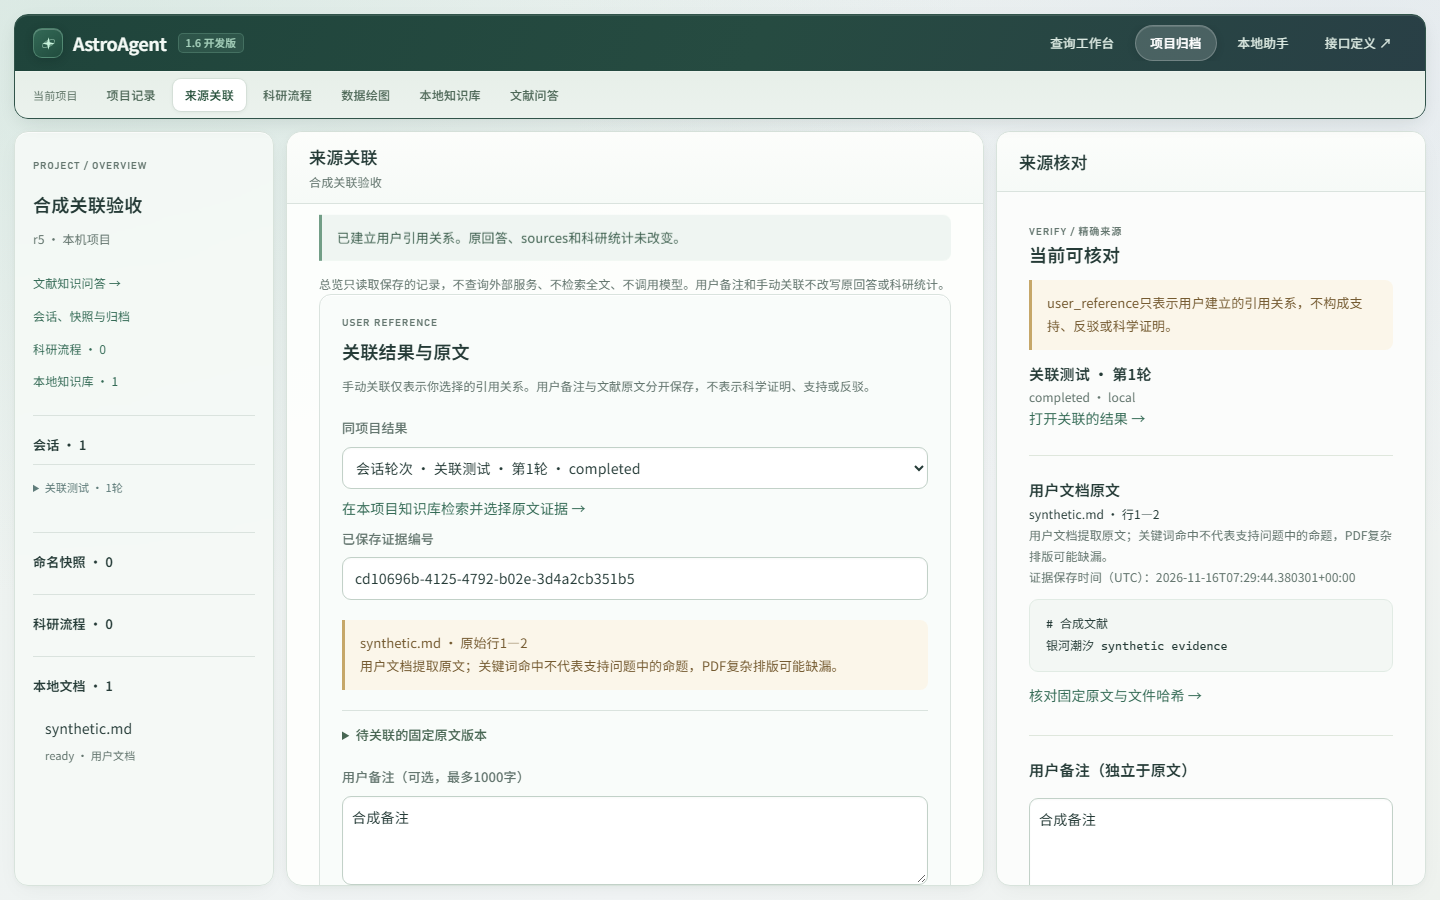 AstroAgent
1.6 开发版
查询工作台
项目归档
本地助手
接口定义 ↗
当前项目
项目记录
来源关联
科研流程
数据绘图
本地知识库
文献问答
PROJECT / OVERVIEW
合成关联验收
r5 · 本机项目
文献知识问答 →
会话、快照与归档
科研流程 · 0
本地知识库 · 1
会话 · 1
▶ 关联测试 · 1轮
命名快照 · 0
科研流程 · 0
本地文档 · 1
synthetic.md
ready · 用户文档
来源关联
合成关联验收
已建立用户引用关系。原回答、sources和科研统计未改变。
总览只读取保存的记录，不查询外部服务、不检索全文、不调用模型。用户备注和手动关联不改写原回答或科研统计。
USER REFERENCE
关联结果与原文
手动关联仅表示你选择的引用关系。用户备注与文献原文分开保存，不表示科学证明、支持或反驳。
同项目结果
会话轮次 · 关联测试 · 第1轮 · completed
在本项目知识库检索并选择原文证据 →
已保存证据编号
cd10696b-4125-4792-b02e-3d4a2cb351b5
synthetic.md · 原始行1—2
用户文档提取原文；关键词命中不代表支持问题中的命题，PDF复杂排版可能缺漏。
▶ 待关联的固定原文版本
用户备注（可选，最多1000字）
合成备注
来源核对
VERIFY / 精确来源
当前可核对
user_reference只表示用户建立的引用关系，不构成支
持、反驳或科学证明。
关联测试 · 第1轮
completed · local
打开关联的结果 →
用户文档原文
synthetic.md · 行1—2
用户文档提取原文；关键词命中不代表支持问题中的命题，PDF复杂
排版可能缺漏。
证据保存时间（UTC）：2026-11-16T07:29:44.380301+00:00
# 合成文献
银河潮汐 synthetic evidence
核对固定原文与文件哈希 →
用户备注（独立于原文）
合成备注